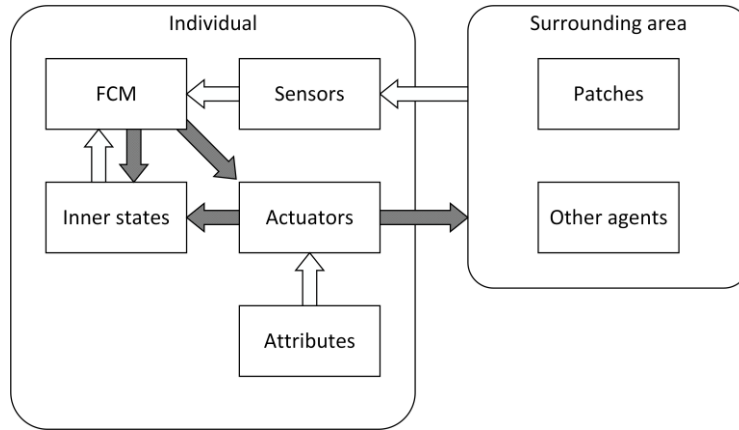 Individual
Surrounding area
FCM
Sensors
Patches
Inner states
Actuators
Other agents
Attributes